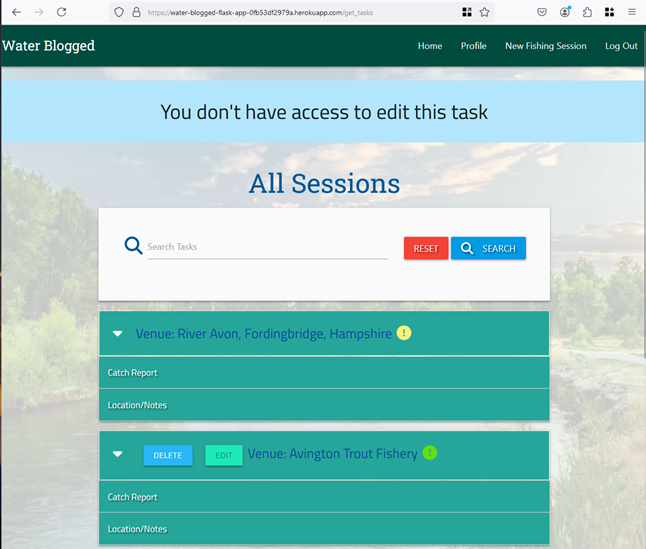 https://water-blogged-flask-app-0fb53df2979a.herokuapp.com/get_tasks
Water Blogged
Home
Profile
New Fishing Session
Log Out
You don't have access to edit this task
All Sessions
Search Tasks
RESET
SEARCH
Venue: River Avon, Fordingbridge, Hampshire
Catch Report
Location/Notes
DELETE
EDIT
Venue: Avington Trout Fishery
Catch Report
Location/Notes